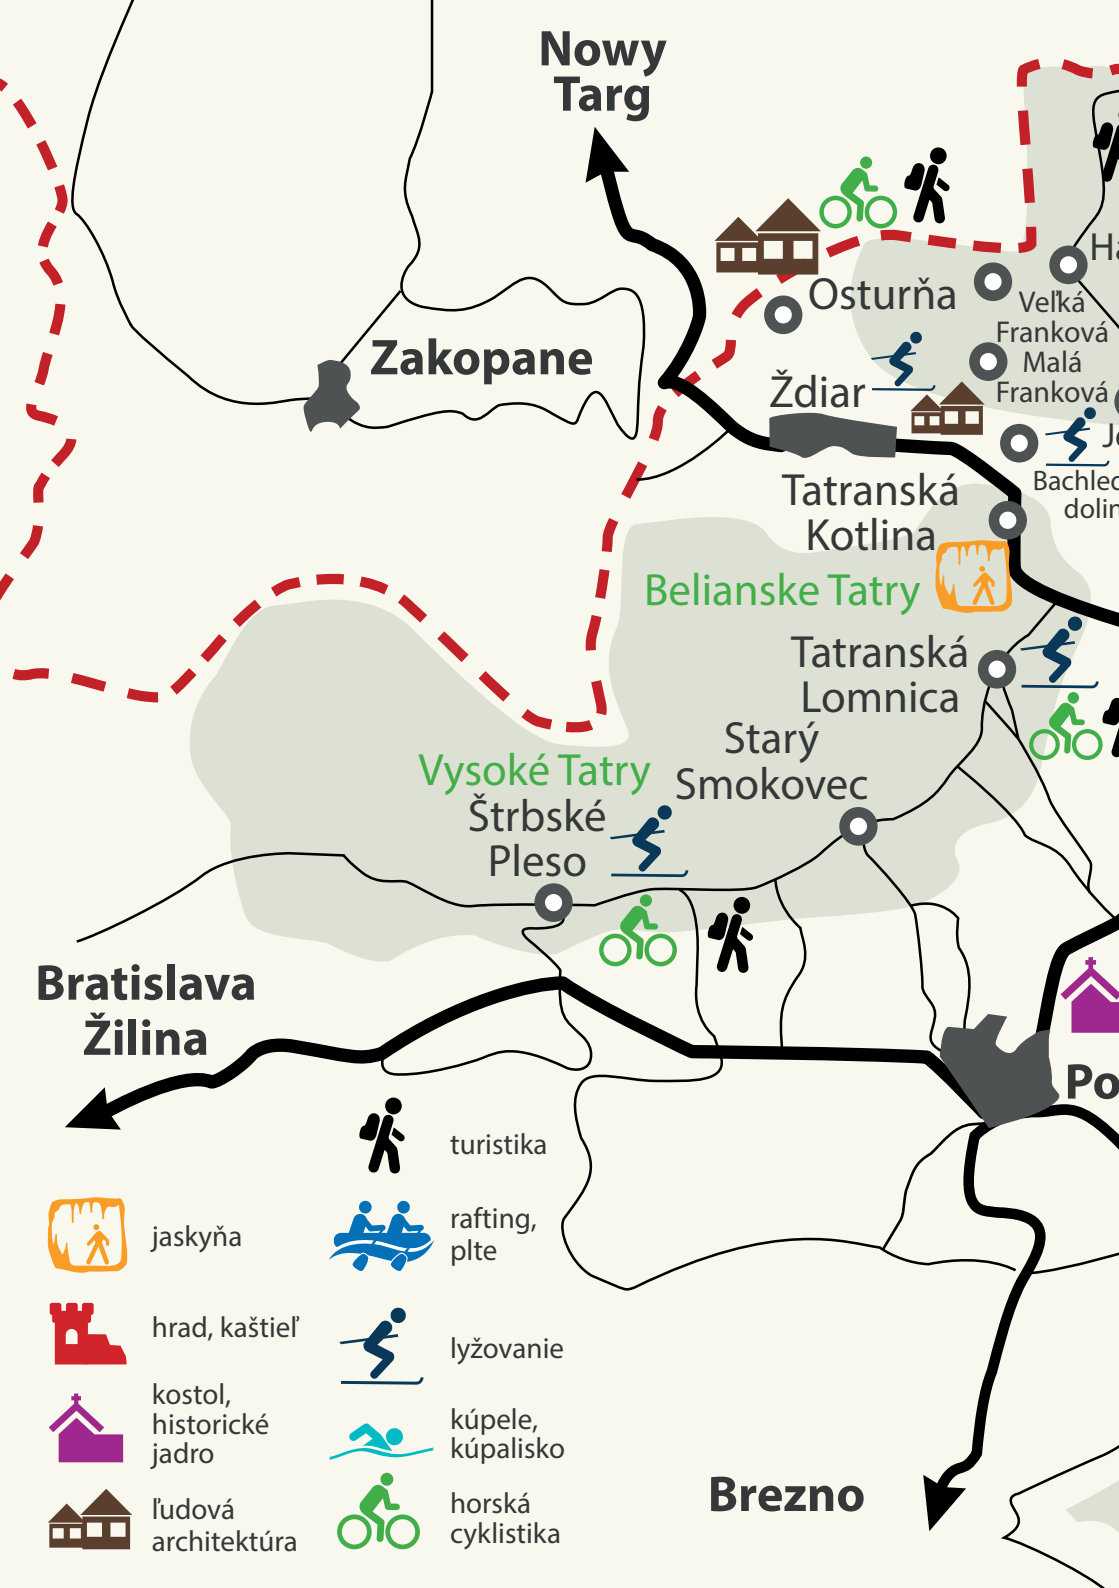 Nowy
Targ
Zakopane
Osturňa
Veľká
Franková
Malá
Franková
Ždiar
Tatranská
Kotlina
Belianske Tatry
Tatranská
Lomnica
Starý
Smokovec
Vysoké Tatry
Štrbské
Pleso
Bratislava
Žilina
Brezno
turistika
jaskyňa
rafting,
plte
hrad, kaštieľ
lyžovanie
kostol,
historické
jadro
kúpele,
kúpalisko
ľudová
architektúra
horská
cyklistika